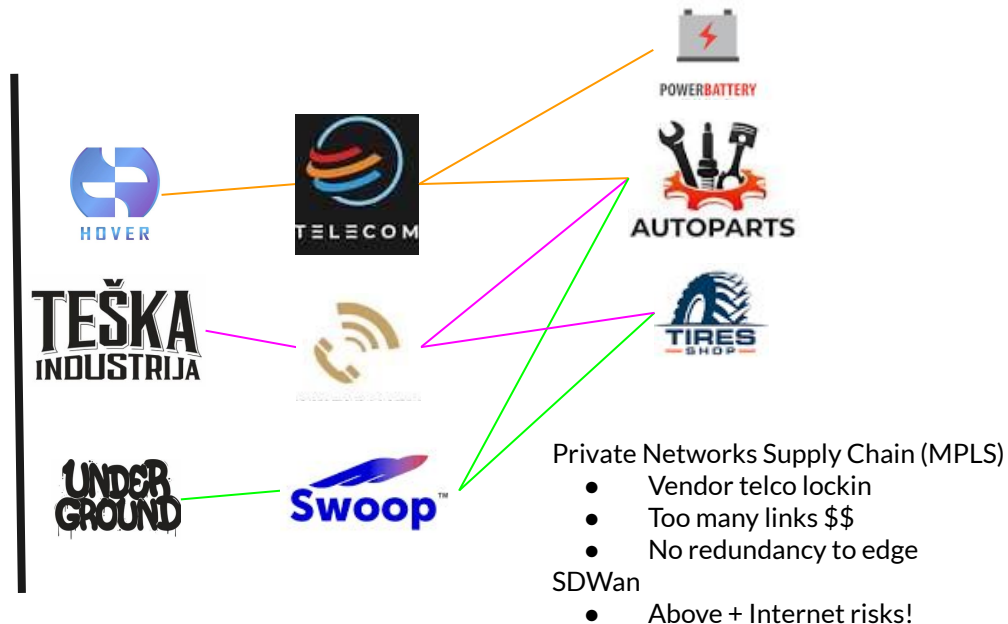 POWERBATTERY
HOVER
TELECOM
AUTOPARTS
TEŠKA
INDUSTRIJA
TIRES
SHOP
UNDER
GROUND
Swoop™
Private Networks Supply Chain (MPLS)
● Vendor telco lockin
● Too many links $$
● No redundancy to edge
SDWan
● Above + Internet risks!